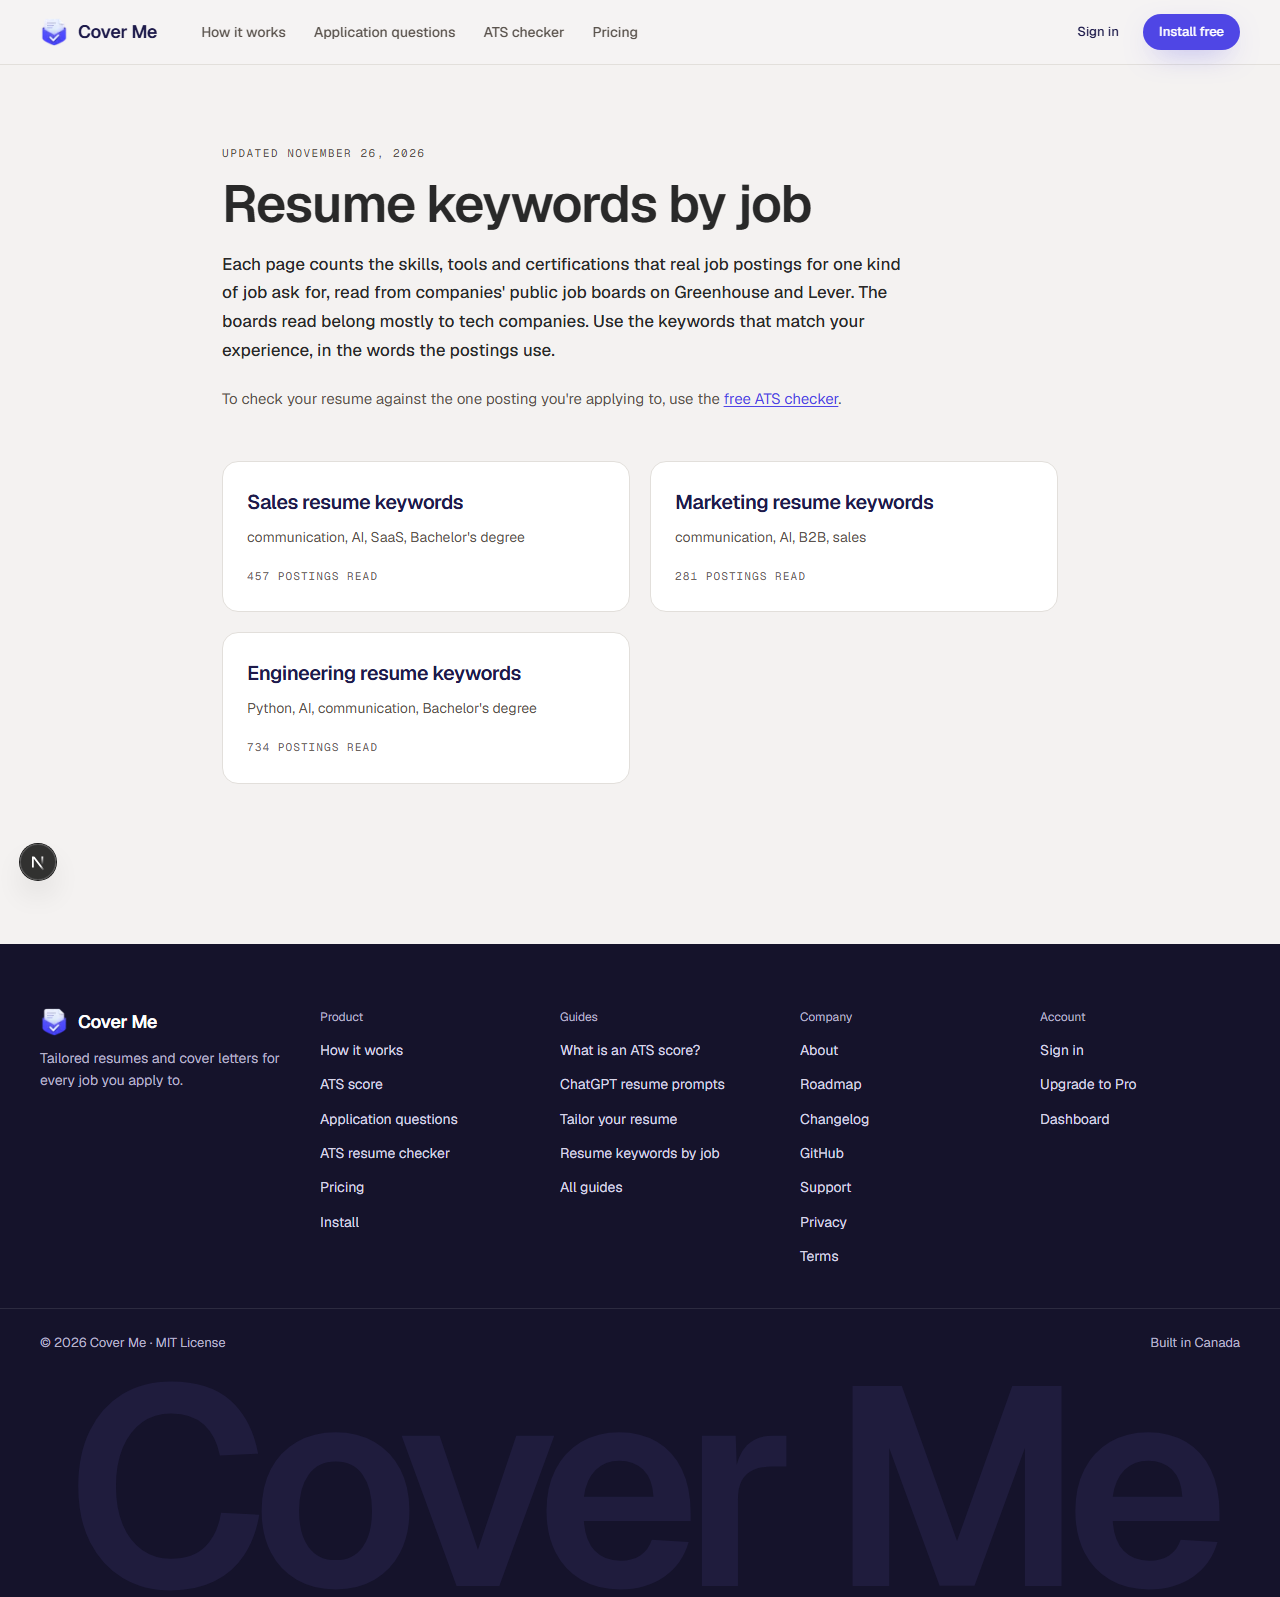 Cover Me
How it works
Application questions
ATS checker
Pricing
Sign in
Install free
UPDATED NOVEMBER 26, 2026
Resume keywords by job
Each page counts the skills, tools and certifications that real job postings for one kind
of job ask for, read from companies' public job boards on Greenhouse and Lever. The
boards read belong mostly to tech companies. Use the keywords that match your
experience, in the words the postings use.
To check your resume against the one posting you're applying to, use the free ATS checker.
Sales resume keywords
communication, AI, SaaS, Bachelor's degree
457 POSTINGS READ
Marketing resume keywords
communication, AI, B2B, sales
281 POSTINGS READ
Engineering resume keywords
Python, AI, communication, Bachelor's degree
734 POSTINGS READ
N
Cover Me
Tailored resumes and cover letters for
every job you apply to.
Product
How it works
ATS score
Application questions
ATS resume checker
Pricing
Install
Guides
What is an ATS score?
ChatGPT resume prompts
Tailor your resume
Resume keywords by job
All guides
Company
About
Roadmap
Changelog
GitHub
Support
Privacy
Terms
Account
Sign in
Upgrade to Pro
Dashboard
© 2026 Cover Me · MIT License
Built in Canada
Cover Me